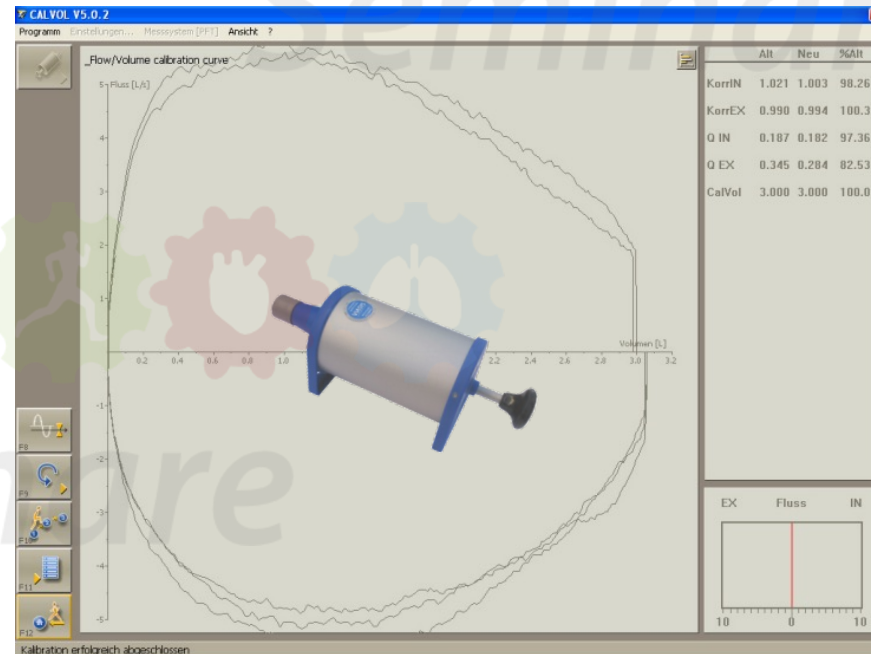 CALVOL V5.0.2
Programm Einstellungen... Messsystem [PFT] Ansicht ?
_Flow/Volume calibration curve
Fluss [L/s]
5
4
3
2
1
Volumen [L]
0.2 0.4 0.6 0.8 1.0 2.2 2.4 2.6 2.8 3.0 3.2
-1
-2
-3
-4
-5
F8
F9
F10
F11
F12
Alt Neu %Alt
KorrIN 1.021 1.003 98.26
KorrEX 0.990 0.994 100.3
Q IN 0.187 0.182 97.36
Q EX 0.345 0.284 82.53
CalVol 3.000 3.000 100.0
EX Fluss IN
10 0 10
Kalibration erfolgreich abgeschlossen
Seminar
are